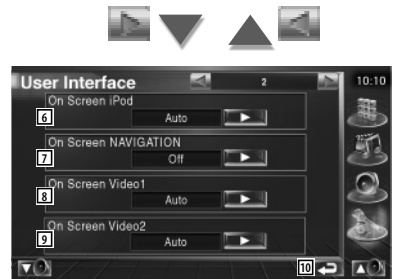 User Interface 2 10:10
On Screen iPod
6 Auto
On Screen NAVIGATION
7 Off
On Screen Video1
8 Auto
On Screen Video2
9 Auto
10